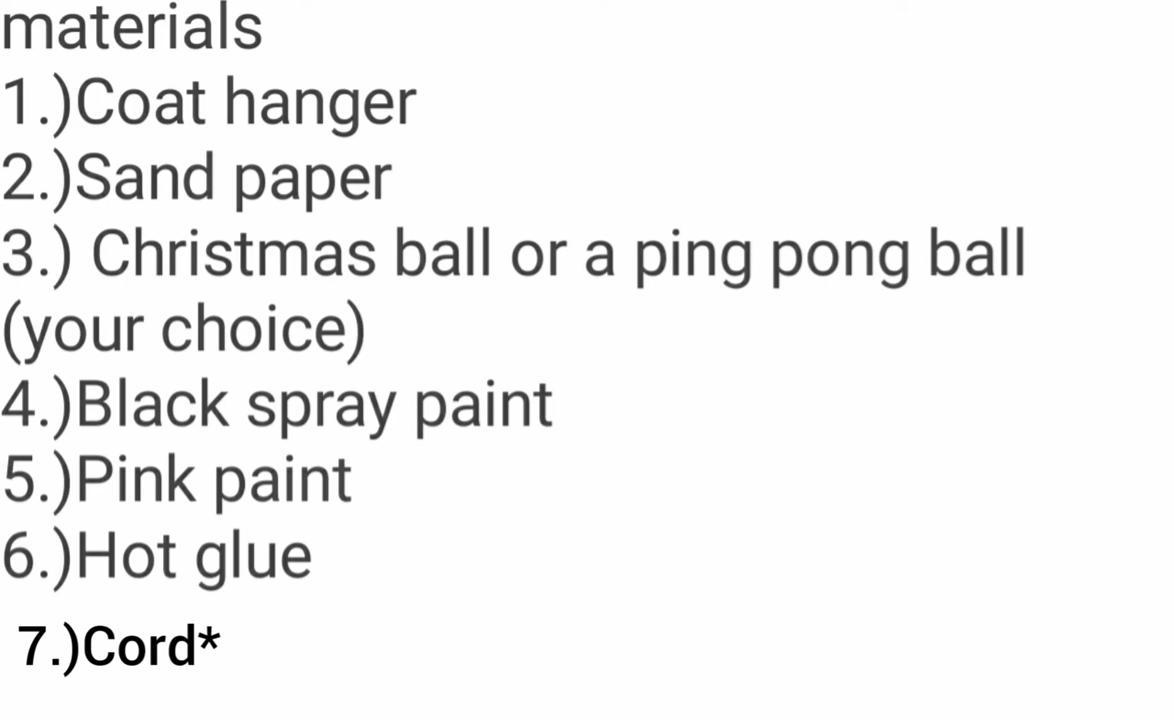 materials
1.)Coat hanger
2.)Sand paper
3.) Christmas ball or a ping pong ball
(your choice)
4.)Black spray paint
5.)Pink paint
6.)Hot glue
7.)Cord*